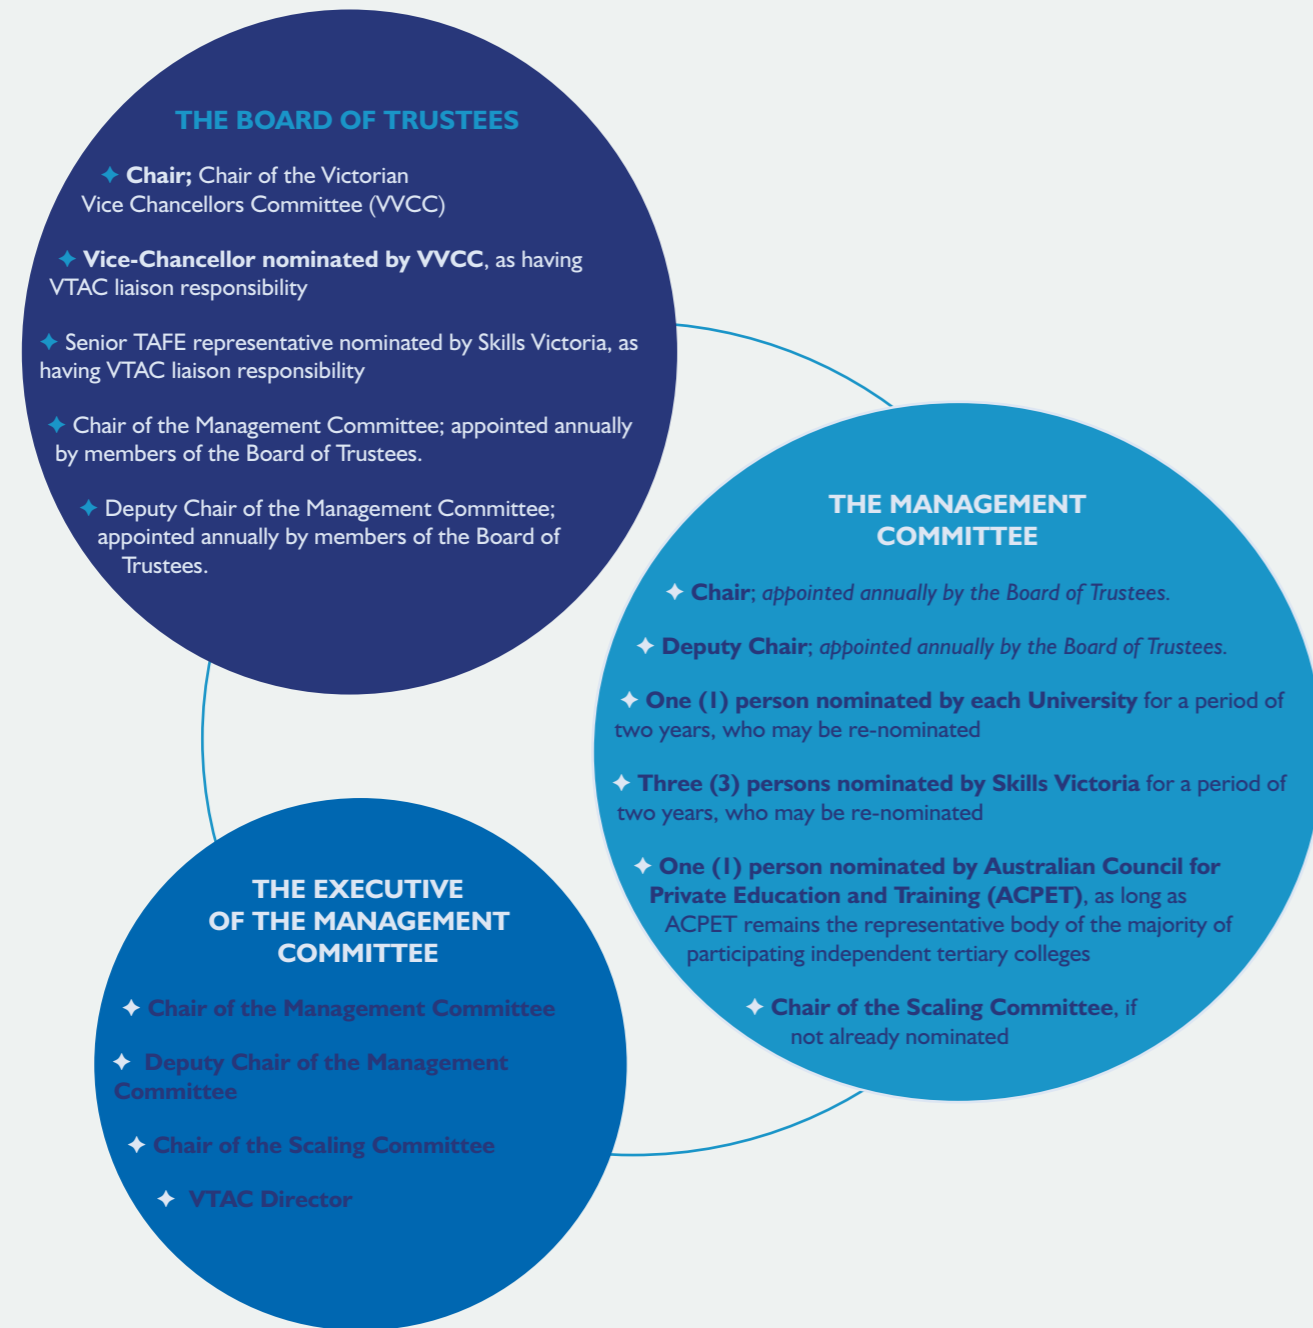 THE BOARD OF TRUSTEES
✦ Chair; Chair of the Victorian
Vice Chancellors Committee (VVCC)
✦ Vice-Chancellor nominated by VVCC, as having
VTAC liaison responsibility
✦ Senior TAFE representative nominated by Skills Victoria, as
having VTAC liaison responsibility
✦ Chair of the Management Committee; appointed annually
by members of the Board of Trustees.
✦ Deputy Chair of the Management Committee;
appointed annually by members of the Board of
Trustees.
THE MANAGEMENT
COMMITTEE
✦ Chair; appointed annually by the Board of Trustees.
✦ Deputy Chair; appointed annually by the Board of Trustees.
✦ One (1) person nominated by each University for a period of
two years, who may be re-nominated
✦ Three (3) persons nominated by Skills Victoria for a period of
two years, who may be re-nominated
✦ One (1) person nominated by Australian Council for
Private Education and Training (ACPET), as long as
ACPET remains the representative body of the majority of
participating independent tertiary colleges
✦ Chair of the Scaling Committee, if
not already nominated
THE EXECUTIVE
OF THE MANAGEMENT
COMMITTEE
✦ Chair of the Management Committee
✦ Deputy Chair of the Management
Committee
✦ Chair of the Scaling Committee
✦ VTAC Director